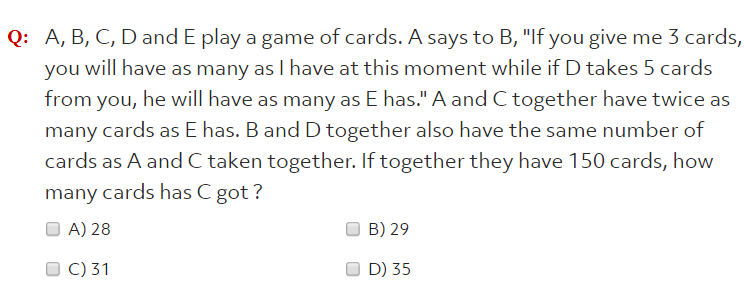 Q: A, B, C, D and E play a game of cards. A says to B, "If you give me 3 cards,
you will have as many as I have at this moment while if D takes 5 cards
from you, he will have as many as E has." A and C together have twice as
many cards as E has. B and D together also have the same number of
cards as A and C taken together. If together they have 150 cards, how
many cards has C got ?
A) 28 B) 29
C) 31 D) 35